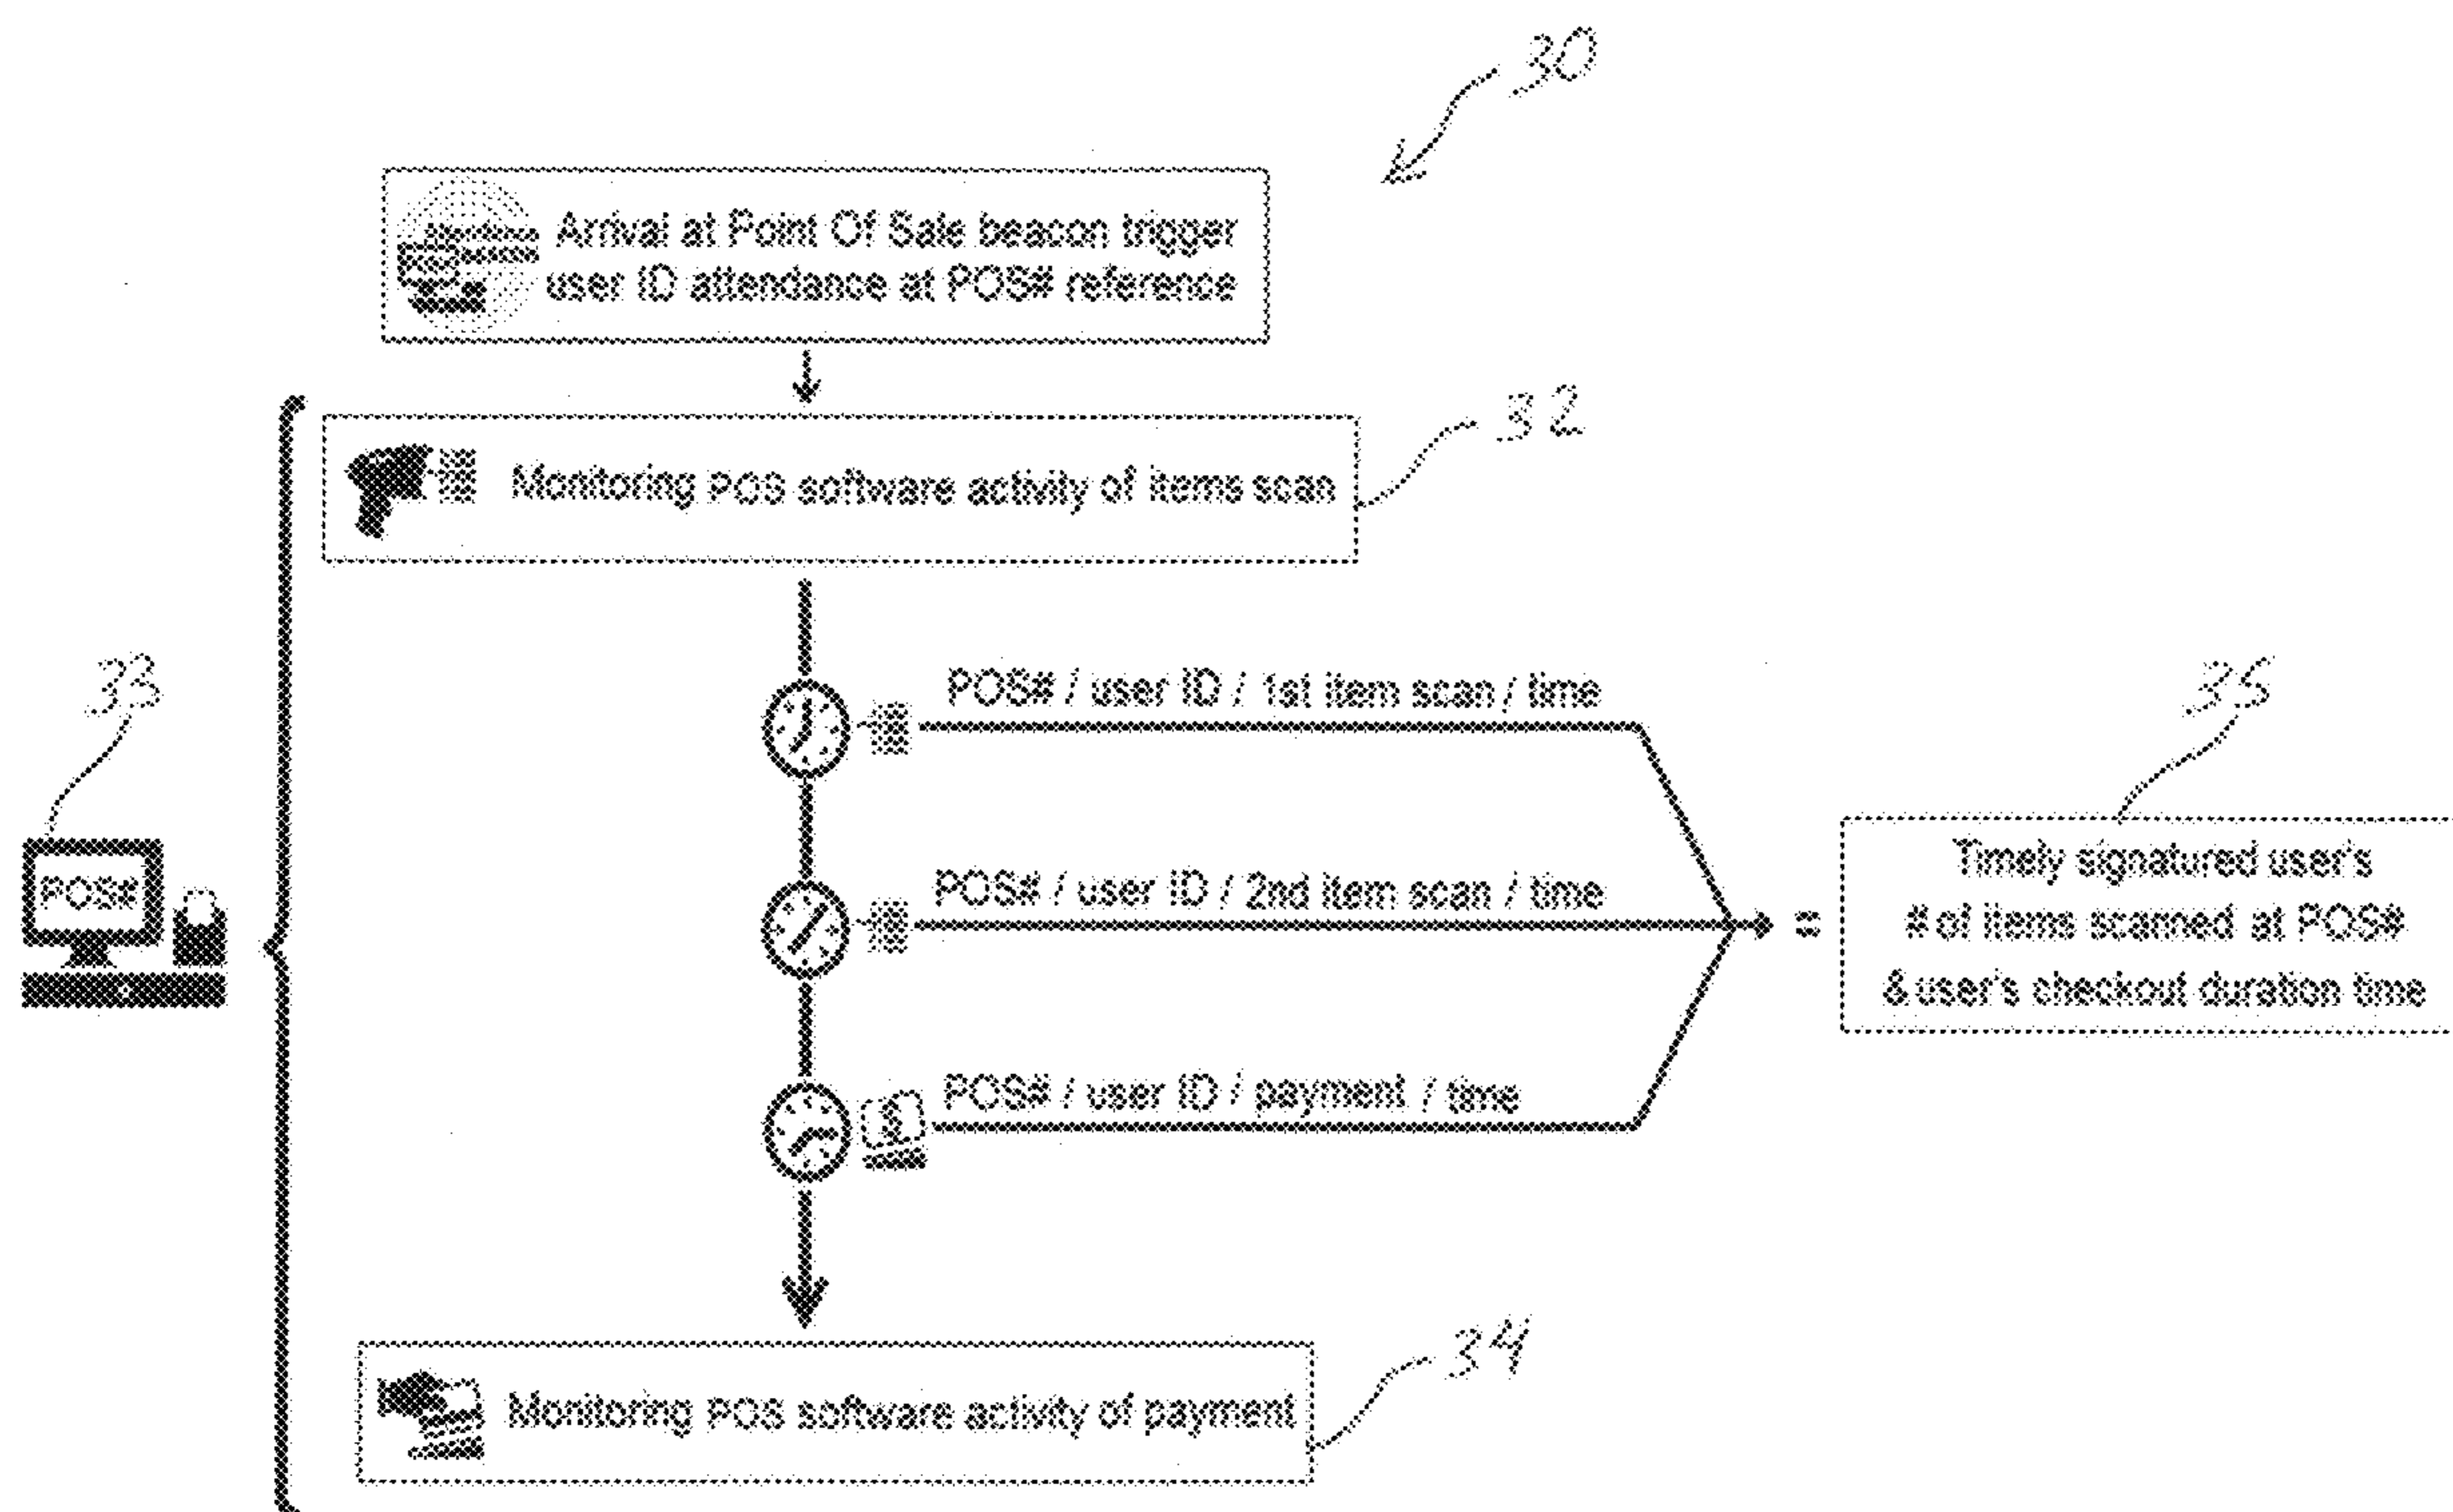 30
Arrival at Point Of Sale beacon trigger
user ID attendance at POS# reference
32
Monitoring POS software activity of items scan
33
POS#
POS# / user ID / 1st item scan / time
POS# / user ID / 2nd item scan / time
POS# / user ID / payment / time
=
35
Timely signatured user's
# of items scanned at POS#
& user's checkout duration time
34
Monitoring POS software activity of payment